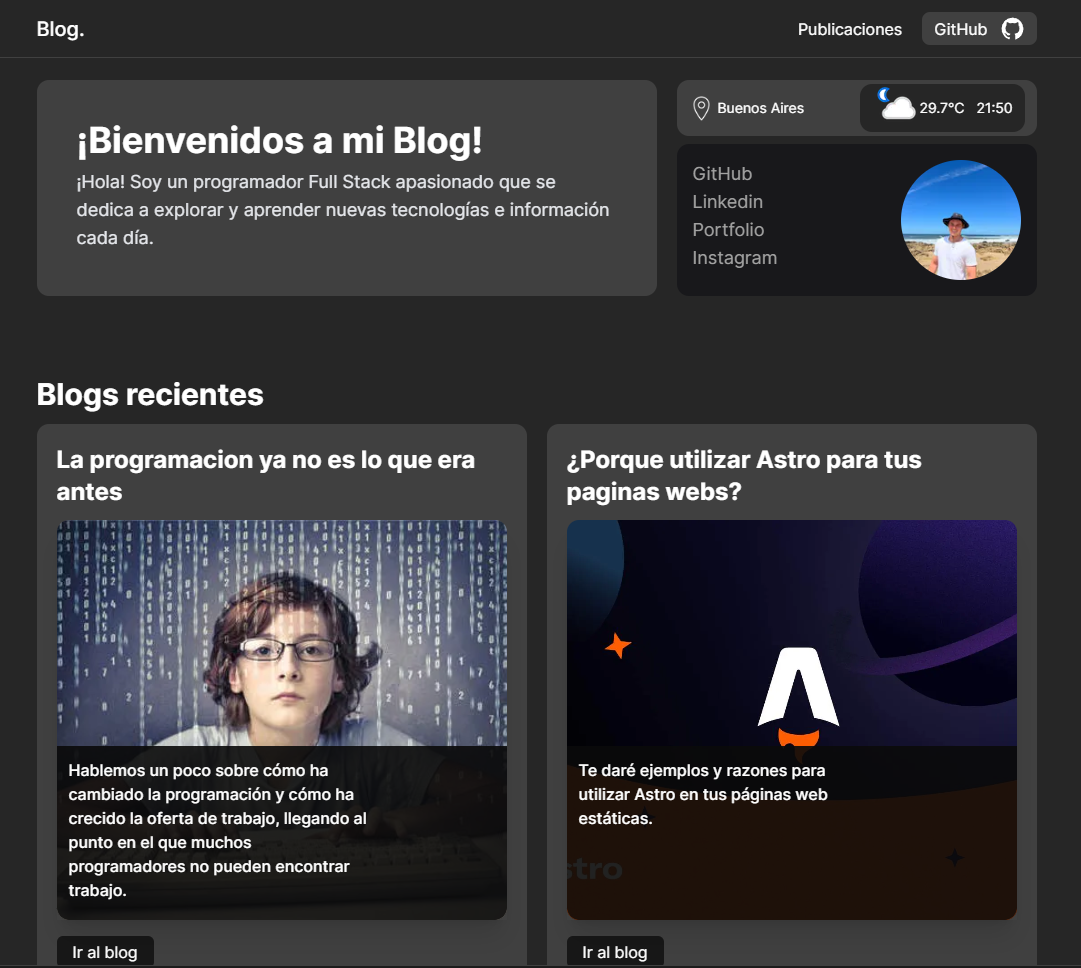 Blog.
Publicaciones
GitHub
¡Bienvenidos a mi Blog!
¡Hola! Soy un programador Full Stack apasionado que se
dedica a explorar y aprender nuevas tecnologías e información
cada día.
Buenos Aires
29.7°C 21:50
GitHub
Linkedin
Portfolio
Instagram
Blogs recientes
La programacion ya no es lo que era
antes
Hablemos un poco sobre cómo ha
cambiado la programación y cómo ha
crecido la oferta de trabajo, llegando al
punto en el que muchos
programadores no pueden encontrar
trabajo.
Ir al blog
¿Porque utilizar Astro para tus
paginas webs?
Te daré ejemplos y razones para
utilizar Astro en tus páginas web
estáticas.
stro
Ir al blog